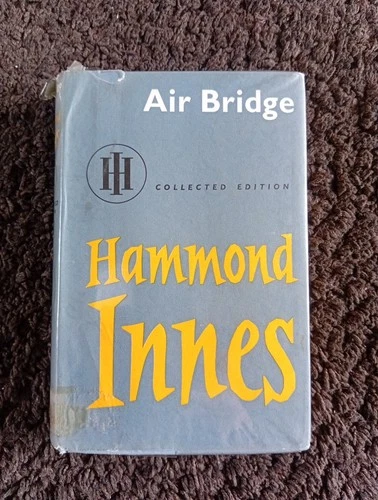 Air Bridge
HI
COLLECTED EDITION
Hammond
Innes